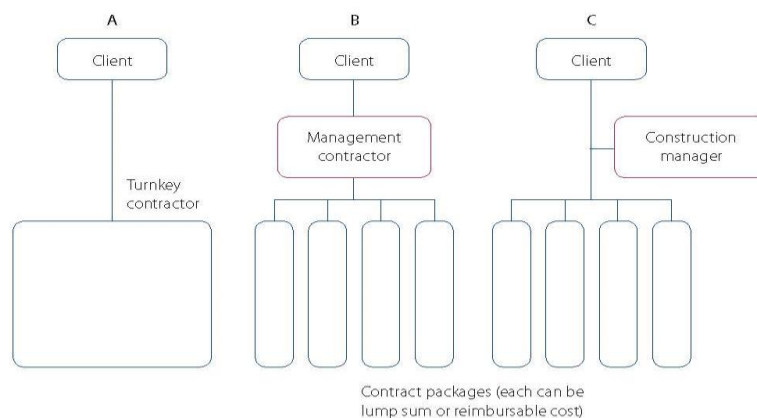 A
B
C
Client
Client
Client
Management
contractor
Construction
manager
Turnkey
contractor
Contract packages (each can be
lump sum or reimbursable cost)